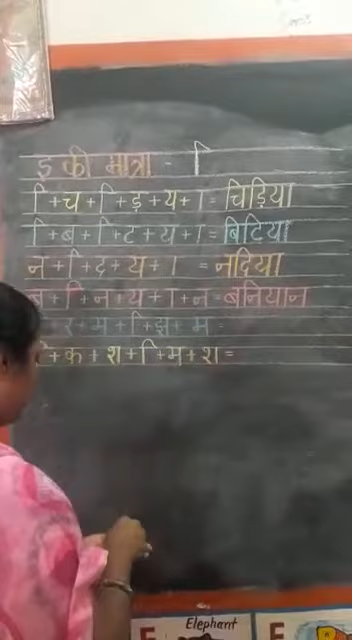 इ की मात्रा - ि
ि+च+ि+ड़+य+ा= चिड़िया
ि+ब+ि+ट+य+ा= बिटिया
न+ि+द+य+ा = नदिया
ब+ि+न+य+ा+न= बनियान
र+म+ि+झ+म =
ि+क+श+ि+म+श=
Elephant
E
F